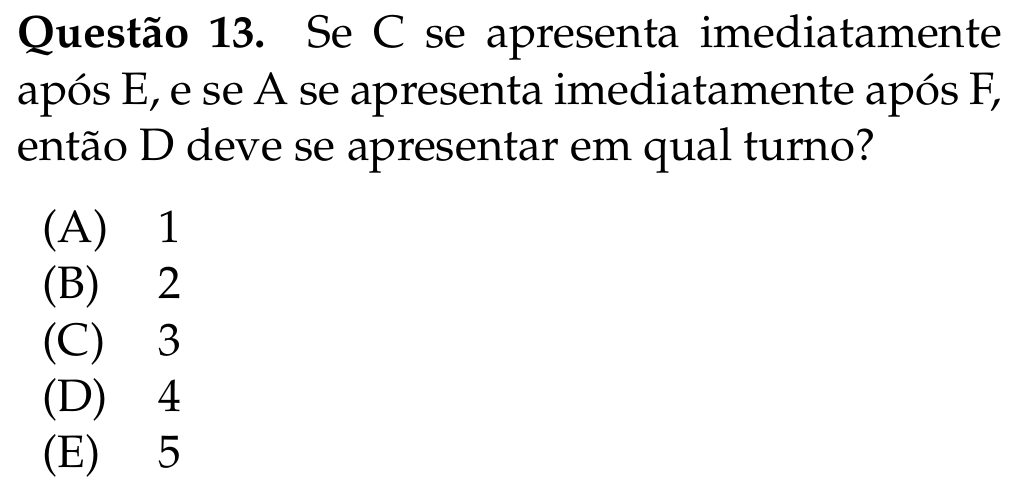 Questão 13. Se C se apresenta imediatamente
após E, e se A se apresenta imediatamente após F,
então D deve se apresentar em qual turno?
(A) 1
(B) 2
(C) 3
(D) 4
(E) 5